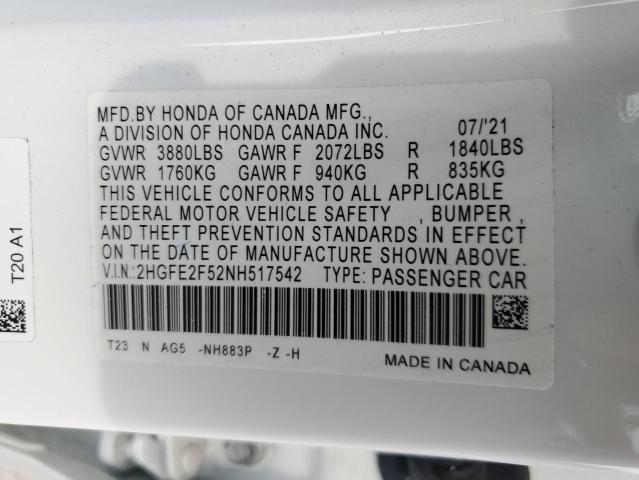 MFD.BY HONDA OF CANADA MFG.,
A DIVISION OF HONDA CANADA INC. 07/'21
GVWR 3880LBS GAWR F 2072LBS R 1840LBS
GVWR 1760KG GAWR F 940KG R 835KG
THIS VEHICLE CONFORMS TO ALL APPLICABLE
FEDERAL MOTOR VEHICLE SAFETY , BUMPER ,
AND THEFT PREVENTION STANDARDS IN EFFECT
ON THE DATE OF MANUFACTURE SHOWN ABOVE.
V.I.N.:2HGFE2F52NH517542 TYPE: PASSENGER CAR
T23 N AG5 -NH883P -Z -H
MADE IN CANADA
T20 A1